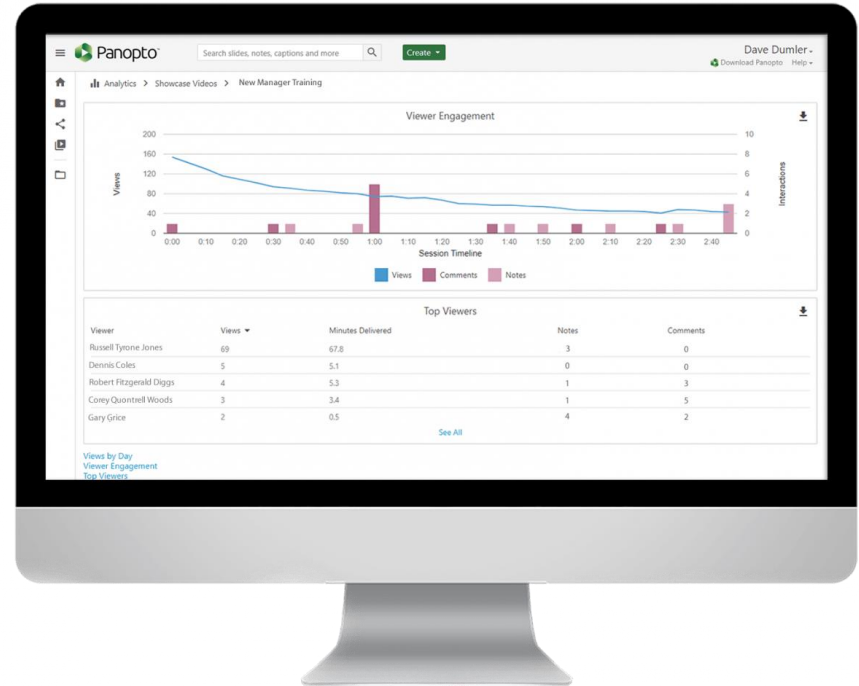 Panopto
Search slides, notes, captions and more
Create
Dave Dumler
Download Panopto Help
Analytics > Showcase Videos > New Manager Training
Viewer Engagement
200 10
160 8
120 6
80 4
40 2
0 0
Views
Interactions
0:00 0:10 0:20 0:30 0:40 0:50 1:00 1:10 1:20 1:30 1:40 1:50 2:00 2:10 2:20 2:30 2:40
Session Timeline
Views Comments Notes
Top Viewers
Viewer Views Minutes Delivered Notes Comments
Russell Tyrone Jones 69 67.8 3 0
Dennis Coles 5 5.1 0 0
Robert Fitzgerald Diggs 4 5.3 1 3
Corey Quontrell Woods 3 3.4 1 5
Gary Grice 2 0.5 4 2
See All
Views by Day
Viewer Engagement
Top Viewers